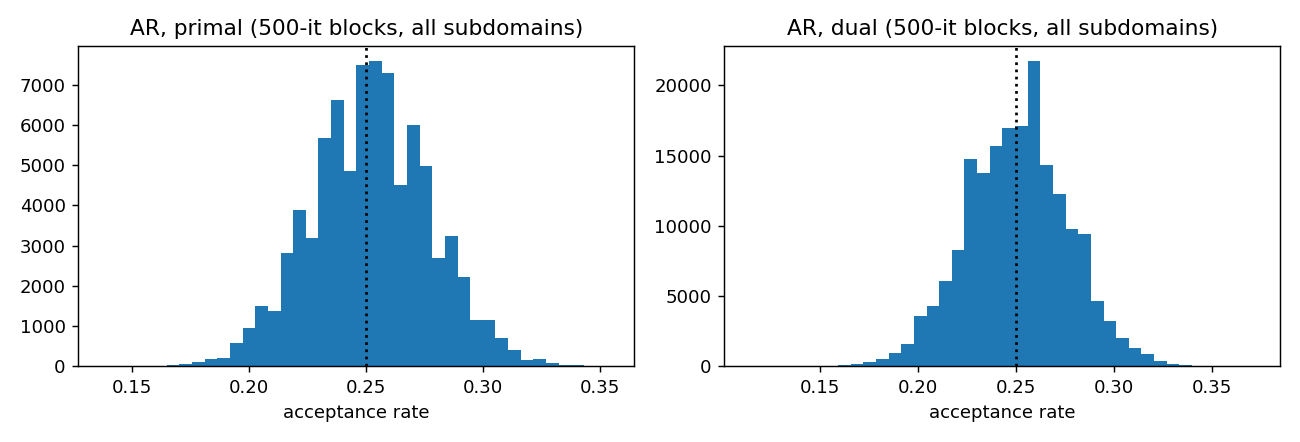 AR, primal (500-it blocks, all subdomains)
7000
6000
5000
4000
3000
2000
1000
0
0.15 0.20 0.25 0.30 0.35
acceptance rate
AR, dual (500-it blocks, all subdomains)
20000
15000
10000
5000
0
0.15 0.20 0.25 0.30 0.35
acceptance rate